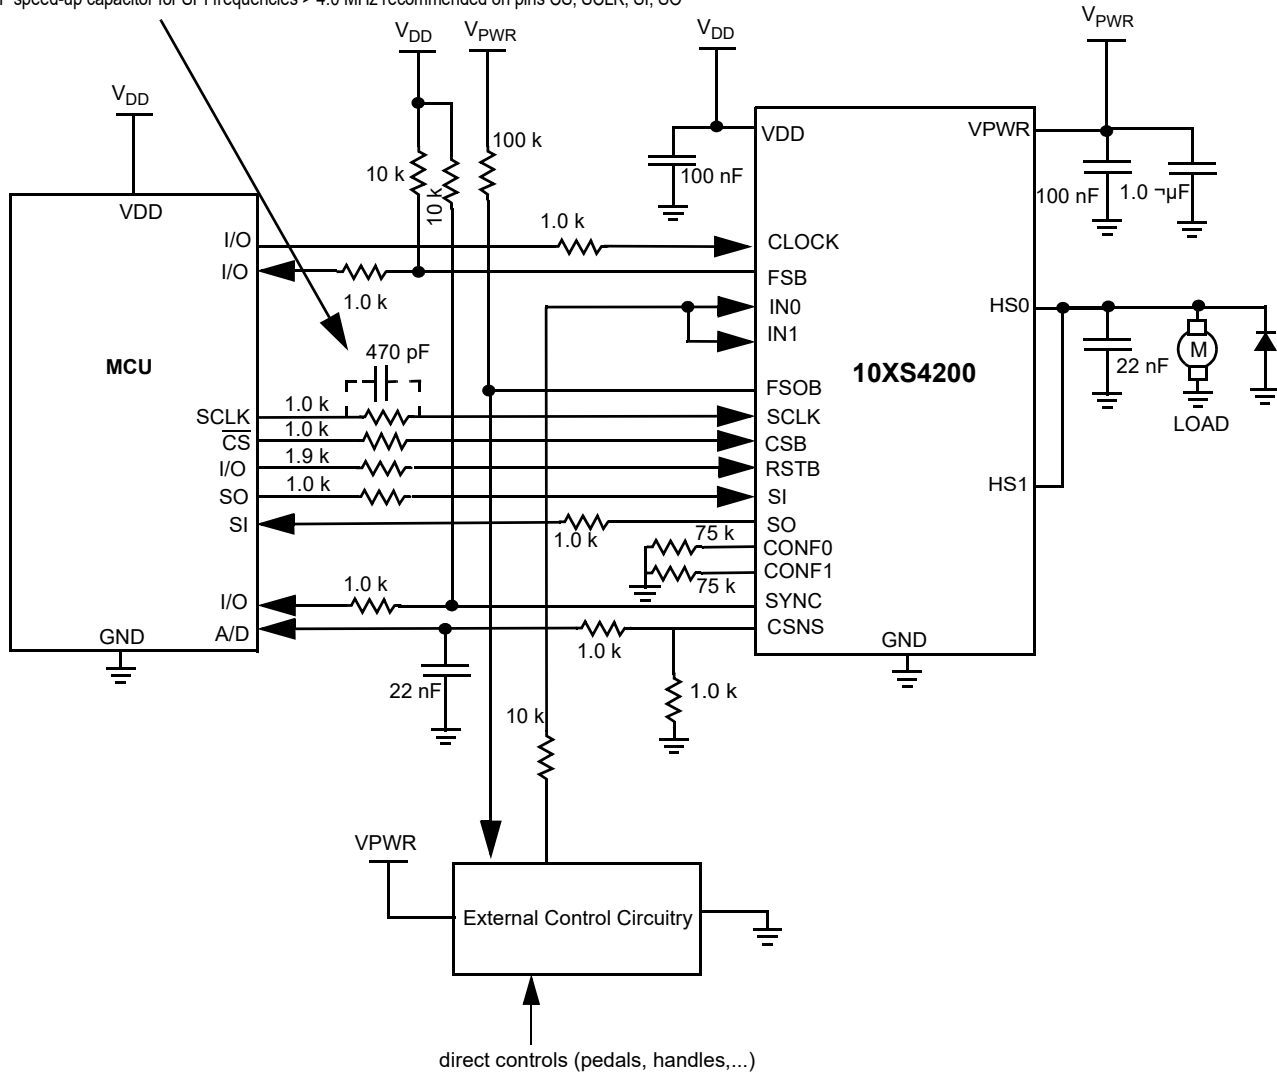 speed-up capacitor for SPI frequencies > 4.0 MHz recommended on pins CS, SCLK, SI, SO
VDD
VPWR
VDD
VPWR
VDD
VDD
VPWR
100 k
10 k
10 k
100 nF
100 nF
1.0 ¬µF
VDD
I/O
1.0 k
CLOCK
I/O
1.0 k
FSB
IN0
IN1
HS0
MCU
470 pF
10XS4200
22 nF
M
LOAD
FSOB
SCLK
1.0 k
SCLK
CS
1.0 k
CSB
I/O
1.9 k
RSTB
SO
1.0 k
SI
HS1
SI
1.0 k
SO
75 k
CONF0
75 k
CONF1
I/O
1.0 k
SYNC
A/D
1.0 k
CSNS
GND
GND
22 nF
1.0 k
10 k
VPWR
External Control Circuitry
direct controls (pedals, handles,...)